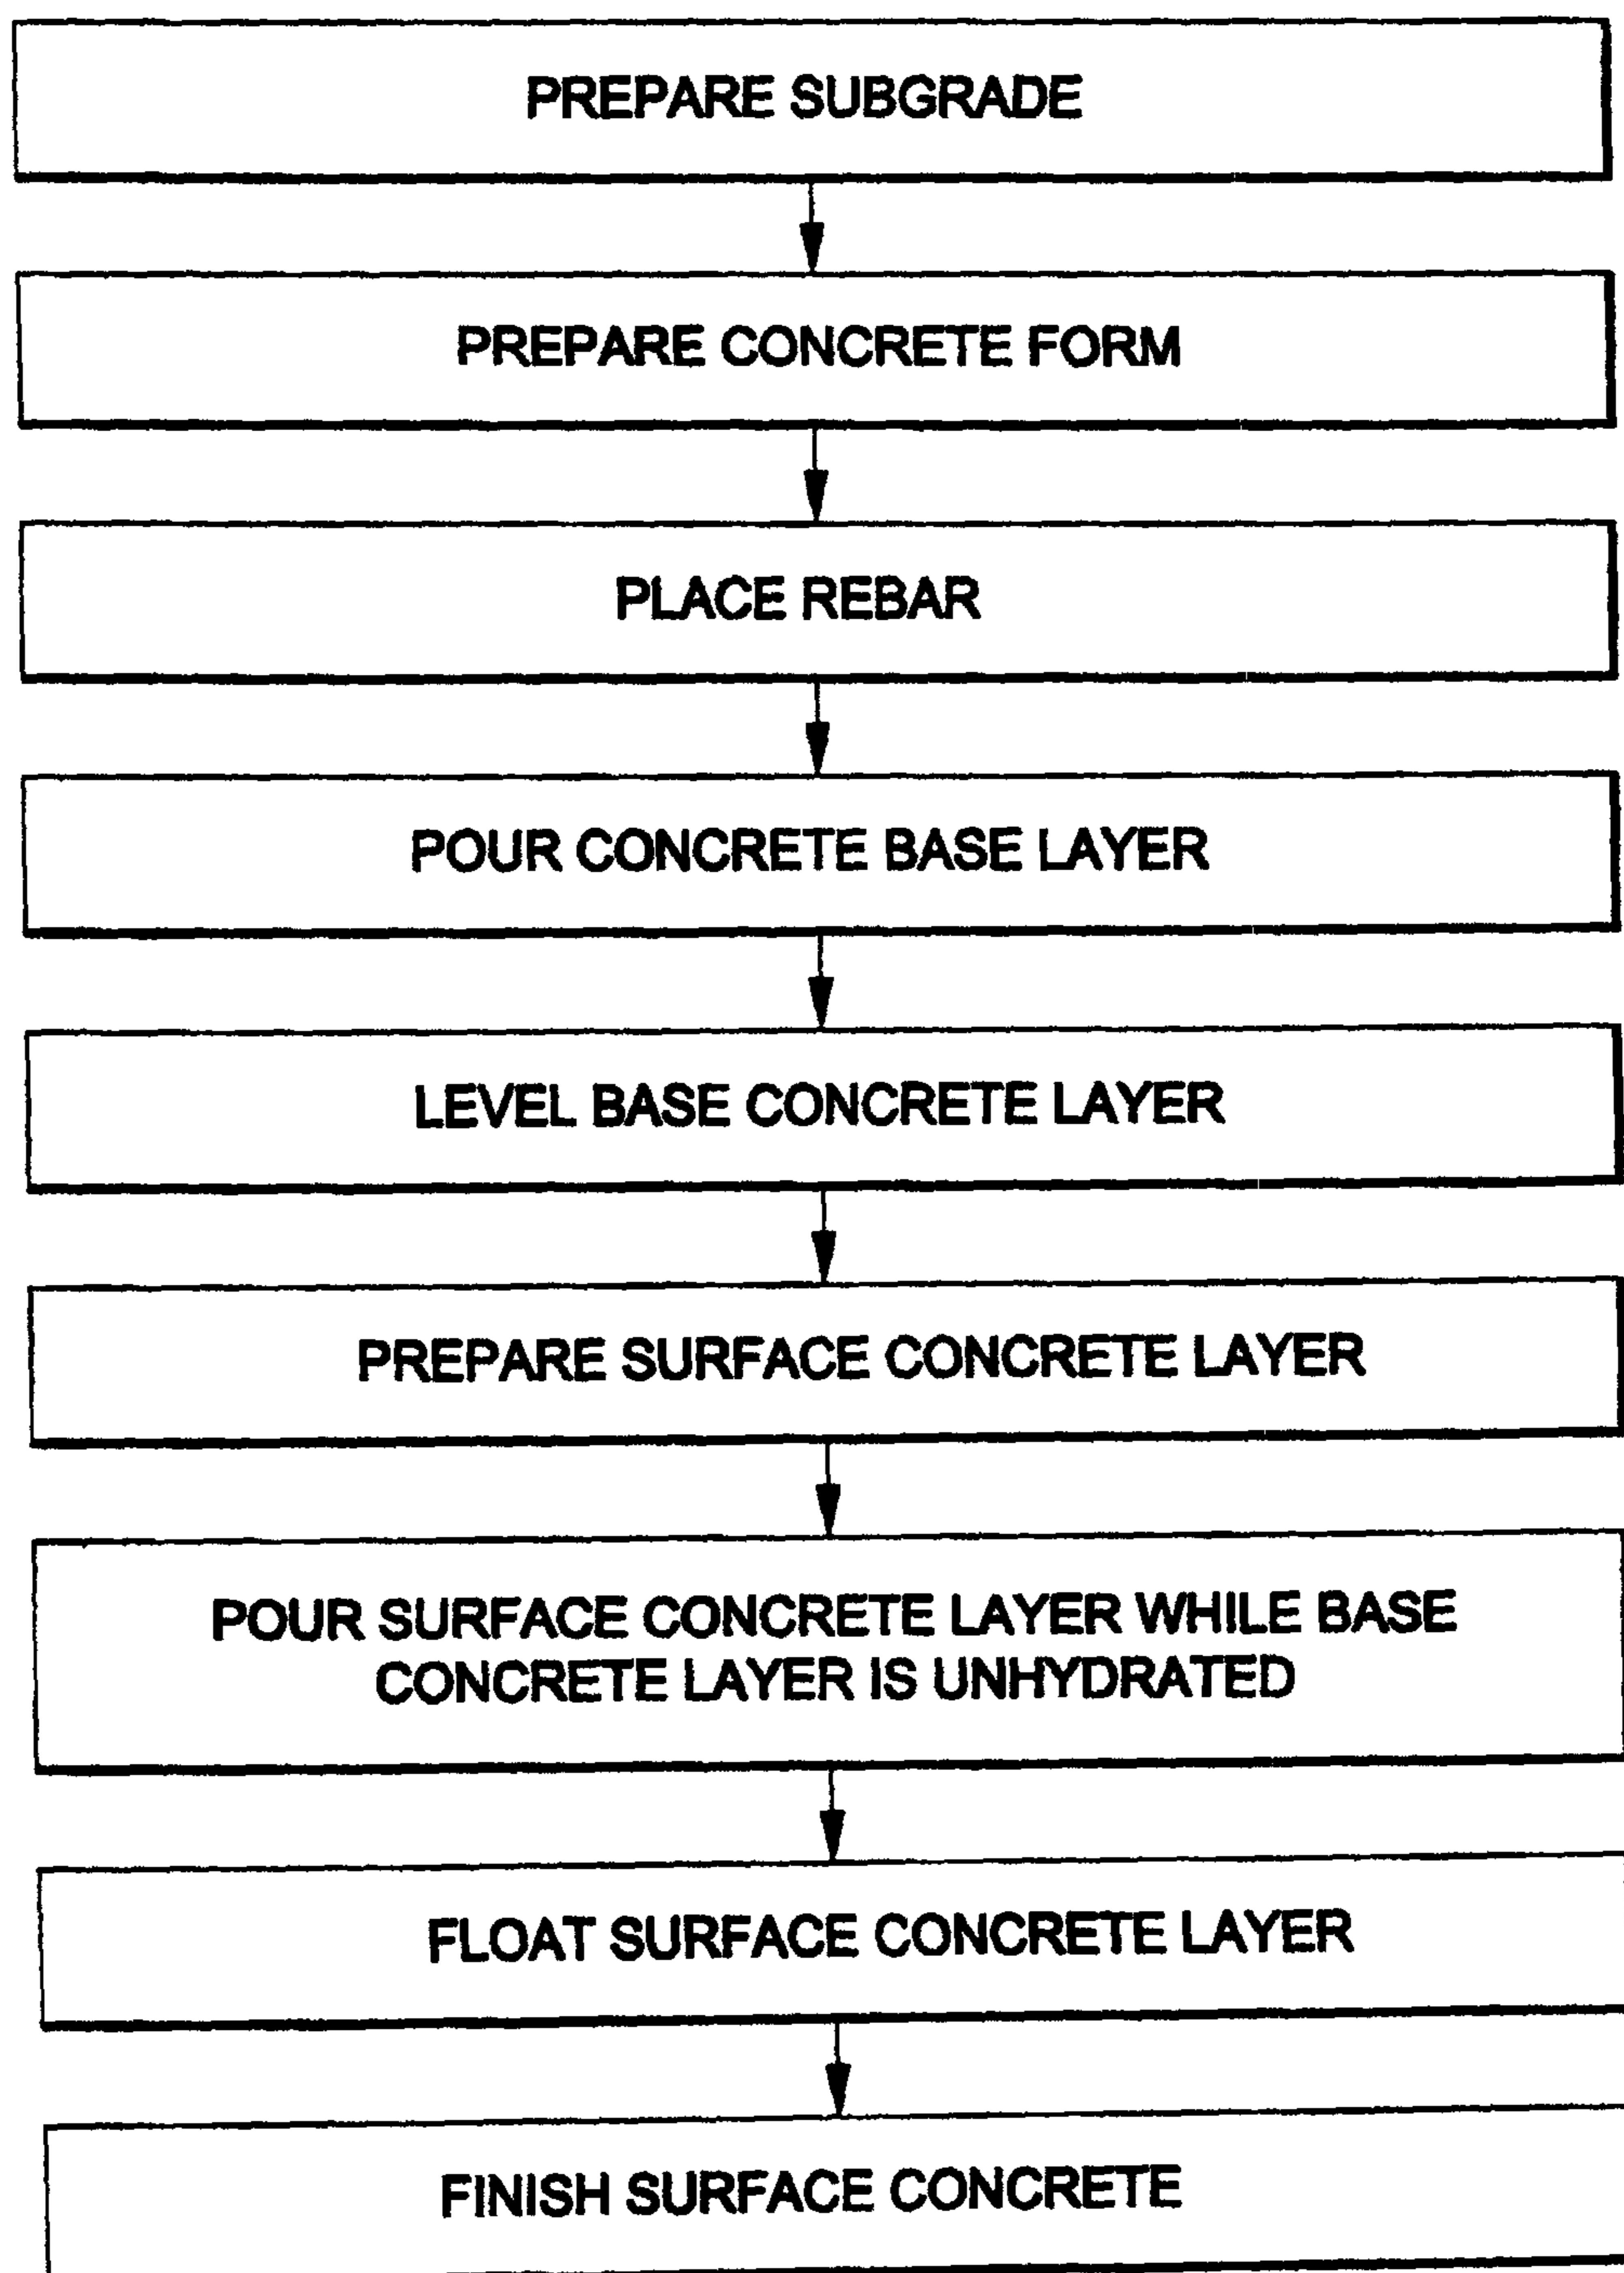 PREPARE SUBGRADE
PREPARE CONCRETE FORM
PLACE REBAR
POUR CONCRETE BASE LAYER
LEVEL BASE CONCRETE LAYER
PREPARE SURFACE CONCRETE LAYER
POUR SURFACE CONCRETE LAYER WHILE BASE
CONCRETE LAYER IS UNHYDRATED
FLOAT SURFACE CONCRETE LAYER
FINISH SURFACE CONCRETE